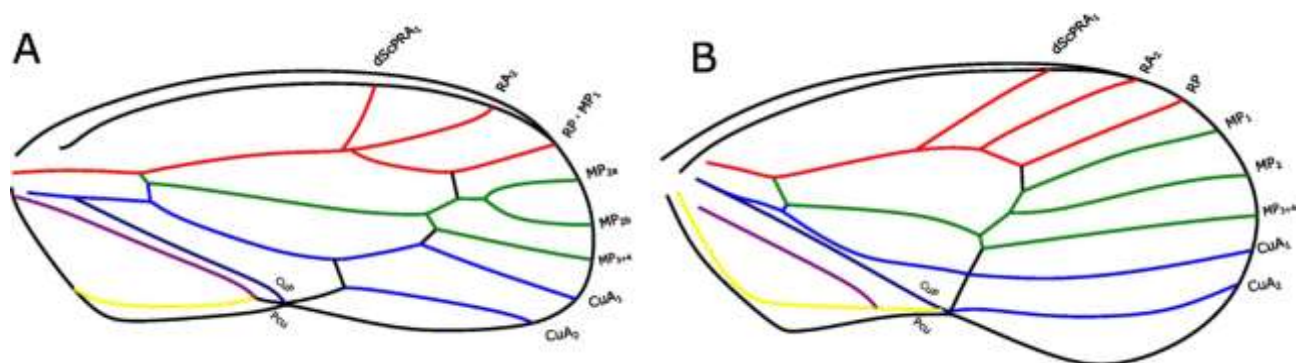 A
dScPRA₁
RA₂
RP + MP₁
MP₂ₐ
MP₂b
MP₃₊₄
CuA₁
CuA₂
CuP
Pcu
B
dScPRA₁
RA₂
RP
MP₁
MP₂
MP₃₊₄
CuA₁
CuA₂
CuP
Pcu